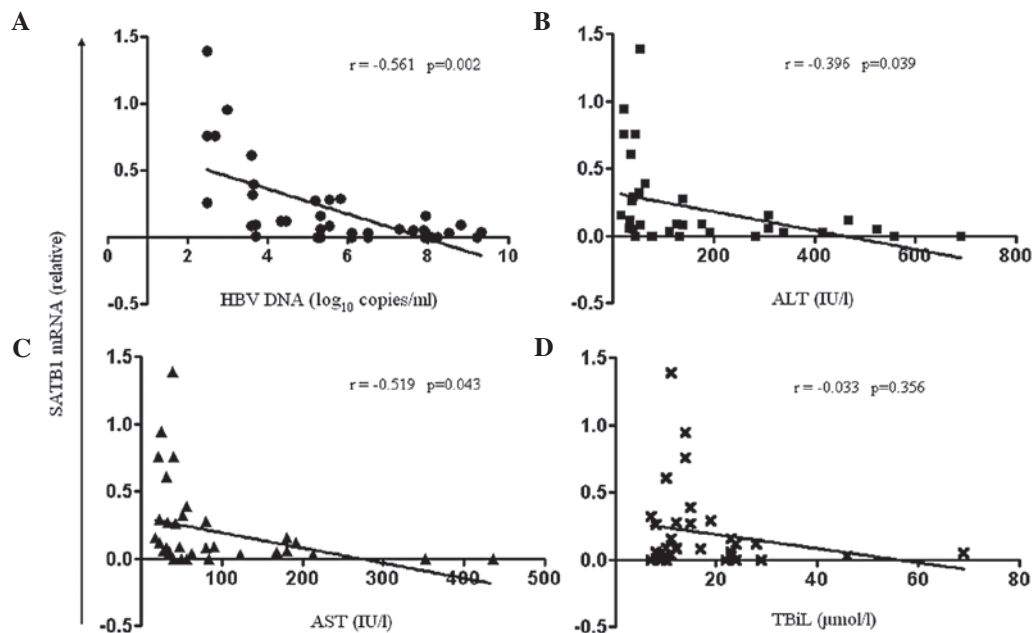 A
B
SATB1 mRNA (relative)
1.5
1.0
0.5
0.0
-0.5
r = -0.561 p=0.002
0 2 4 6 8 10
HBV DNA (log10 copies/ml)
1.5
1.0
0.5
0.0
-0.5
r = -0.396 p=0.039
200 400 600 800
ALT (IU/l)
C
D
1.5
1.0
0.5
0.0
-0.5
r = -0.519 p=0.043
100 200 300 400 500
AST (IU/l)
1.5
1.0
0.5
0.0
-0.5
r = -0.033 p=0.356
20 40 60 80
TBiL (μmol/l)